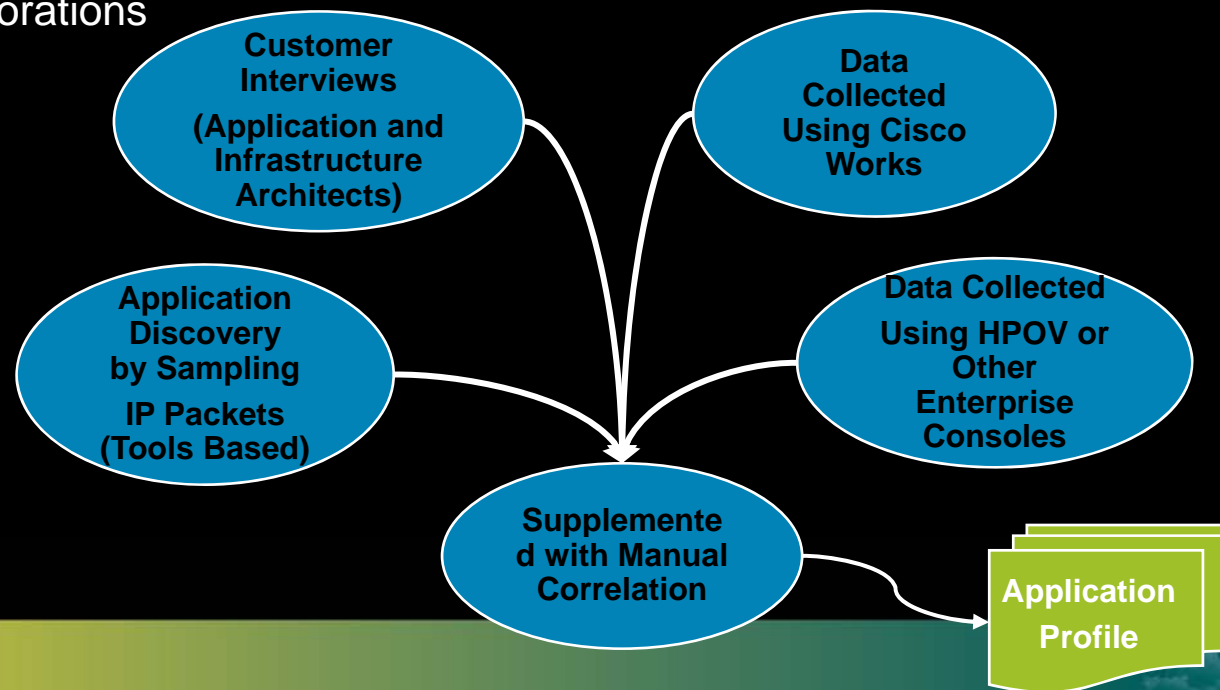 orations
Customer
Interviews
(Application and
Infrastructure
Architects)
Data
Collected
Using Cisco
Works
Application
Discovery
by Sampling
IP Packets
(Tools Based)
Data Collected
Using HPOV or
Other
Enterprise
Consoles
Supplemente
d with Manual
Correlation
Application
Profile